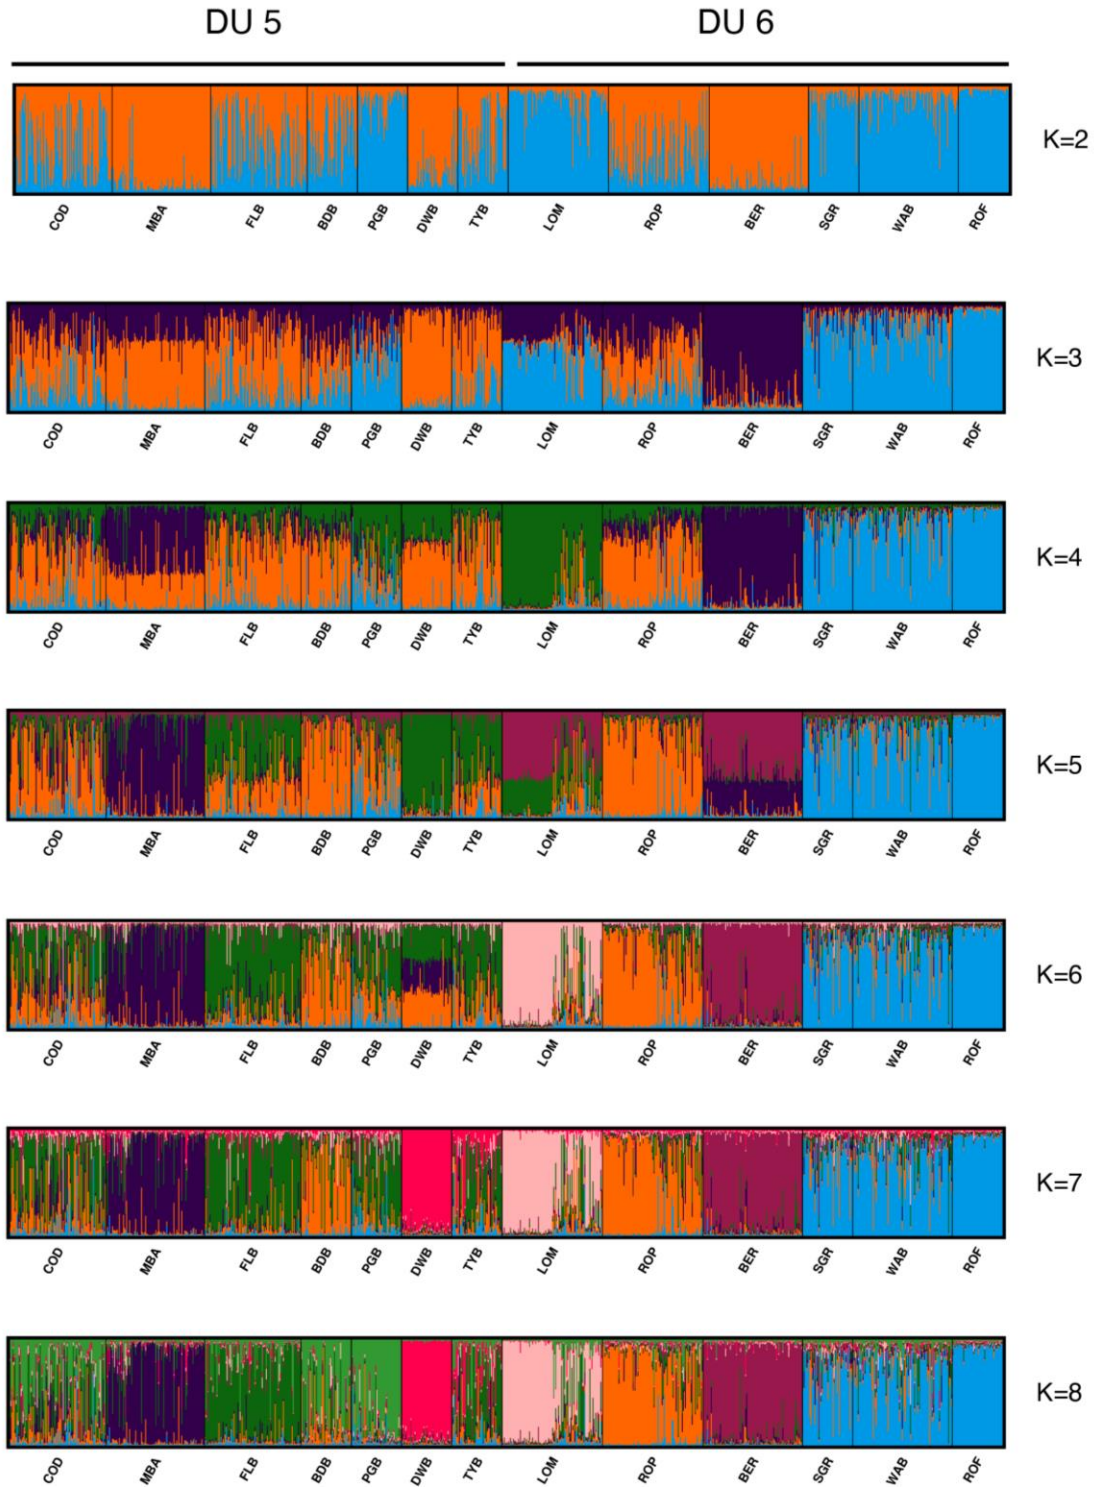 DU 5 DU 6
K=2
COD MBA FLB BDB PGB DWB TYB LOM ROP BER SGR WAB ROF
K=3
COD MBA FLB BDB PGB DWB TYB LOM ROP BER SGR WAB ROF
K=4
COD MBA FLB BDB PGB DWB TYB LOM ROP BER SGR WAB ROF
K=5
COD MBA FLB BDB PGB DWB TYB LOM ROP BER SGR WAB ROF
K=6
COD MBA FLB BDB PGB DWB TYB LOM ROP BER SGR WAB ROF
K=7
COD MBA FLB BDB PGB DWB TYB LOM ROP BER SGR WAB ROF
K=8
COD MBA FLB BDB PGB DWB TYB LOM ROP BER SGR WAB ROF